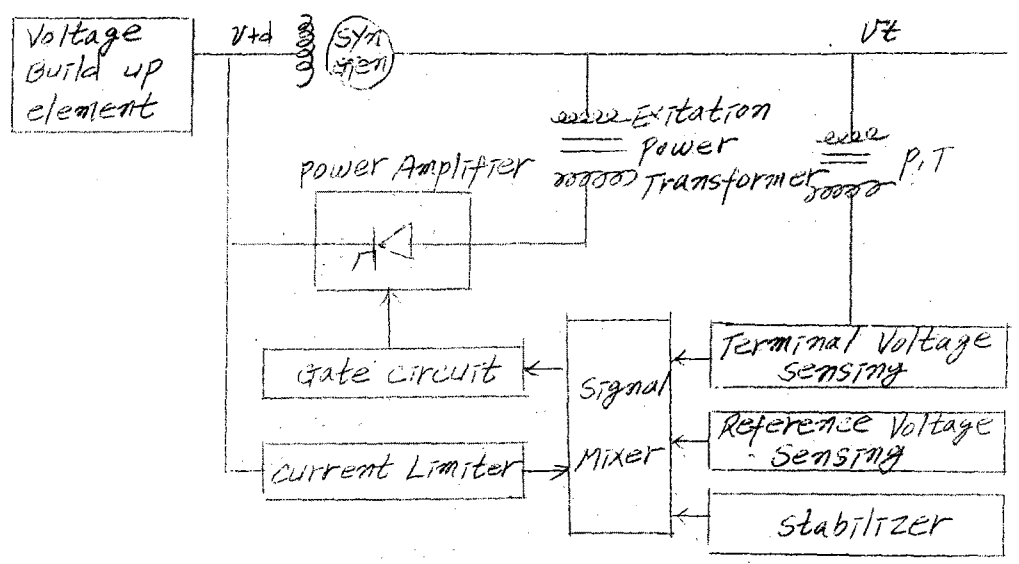 Voltage
Build up
element
V+d
Syn
Gen
Vt
Exitation
Power
Transformer
P.T
Power Amplifier
Terminal Voltage
Sensing
Gate circuit
Signal
Mixer
Reference Voltage
Sensing
Current Limiter
Stabilizer